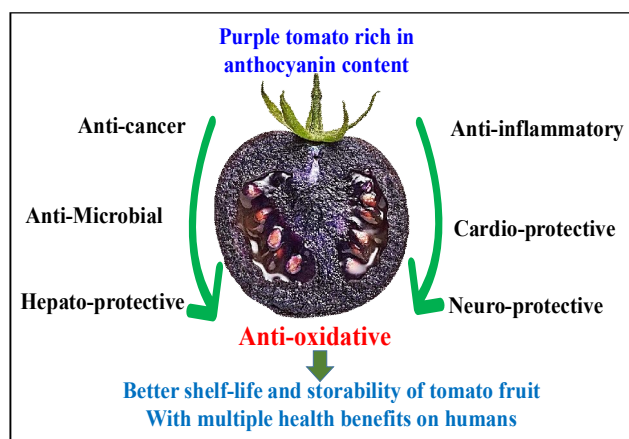 Purple tomato rich in
anthocyanin content
Anti-cancer
Anti-inflammatory
Anti-Microbial
Cardio-protective
Hepato-protective
Neuro-protective
Anti-oxidative
Better shelf-life and storability of tomato fruit
With multiple health benefits on humans